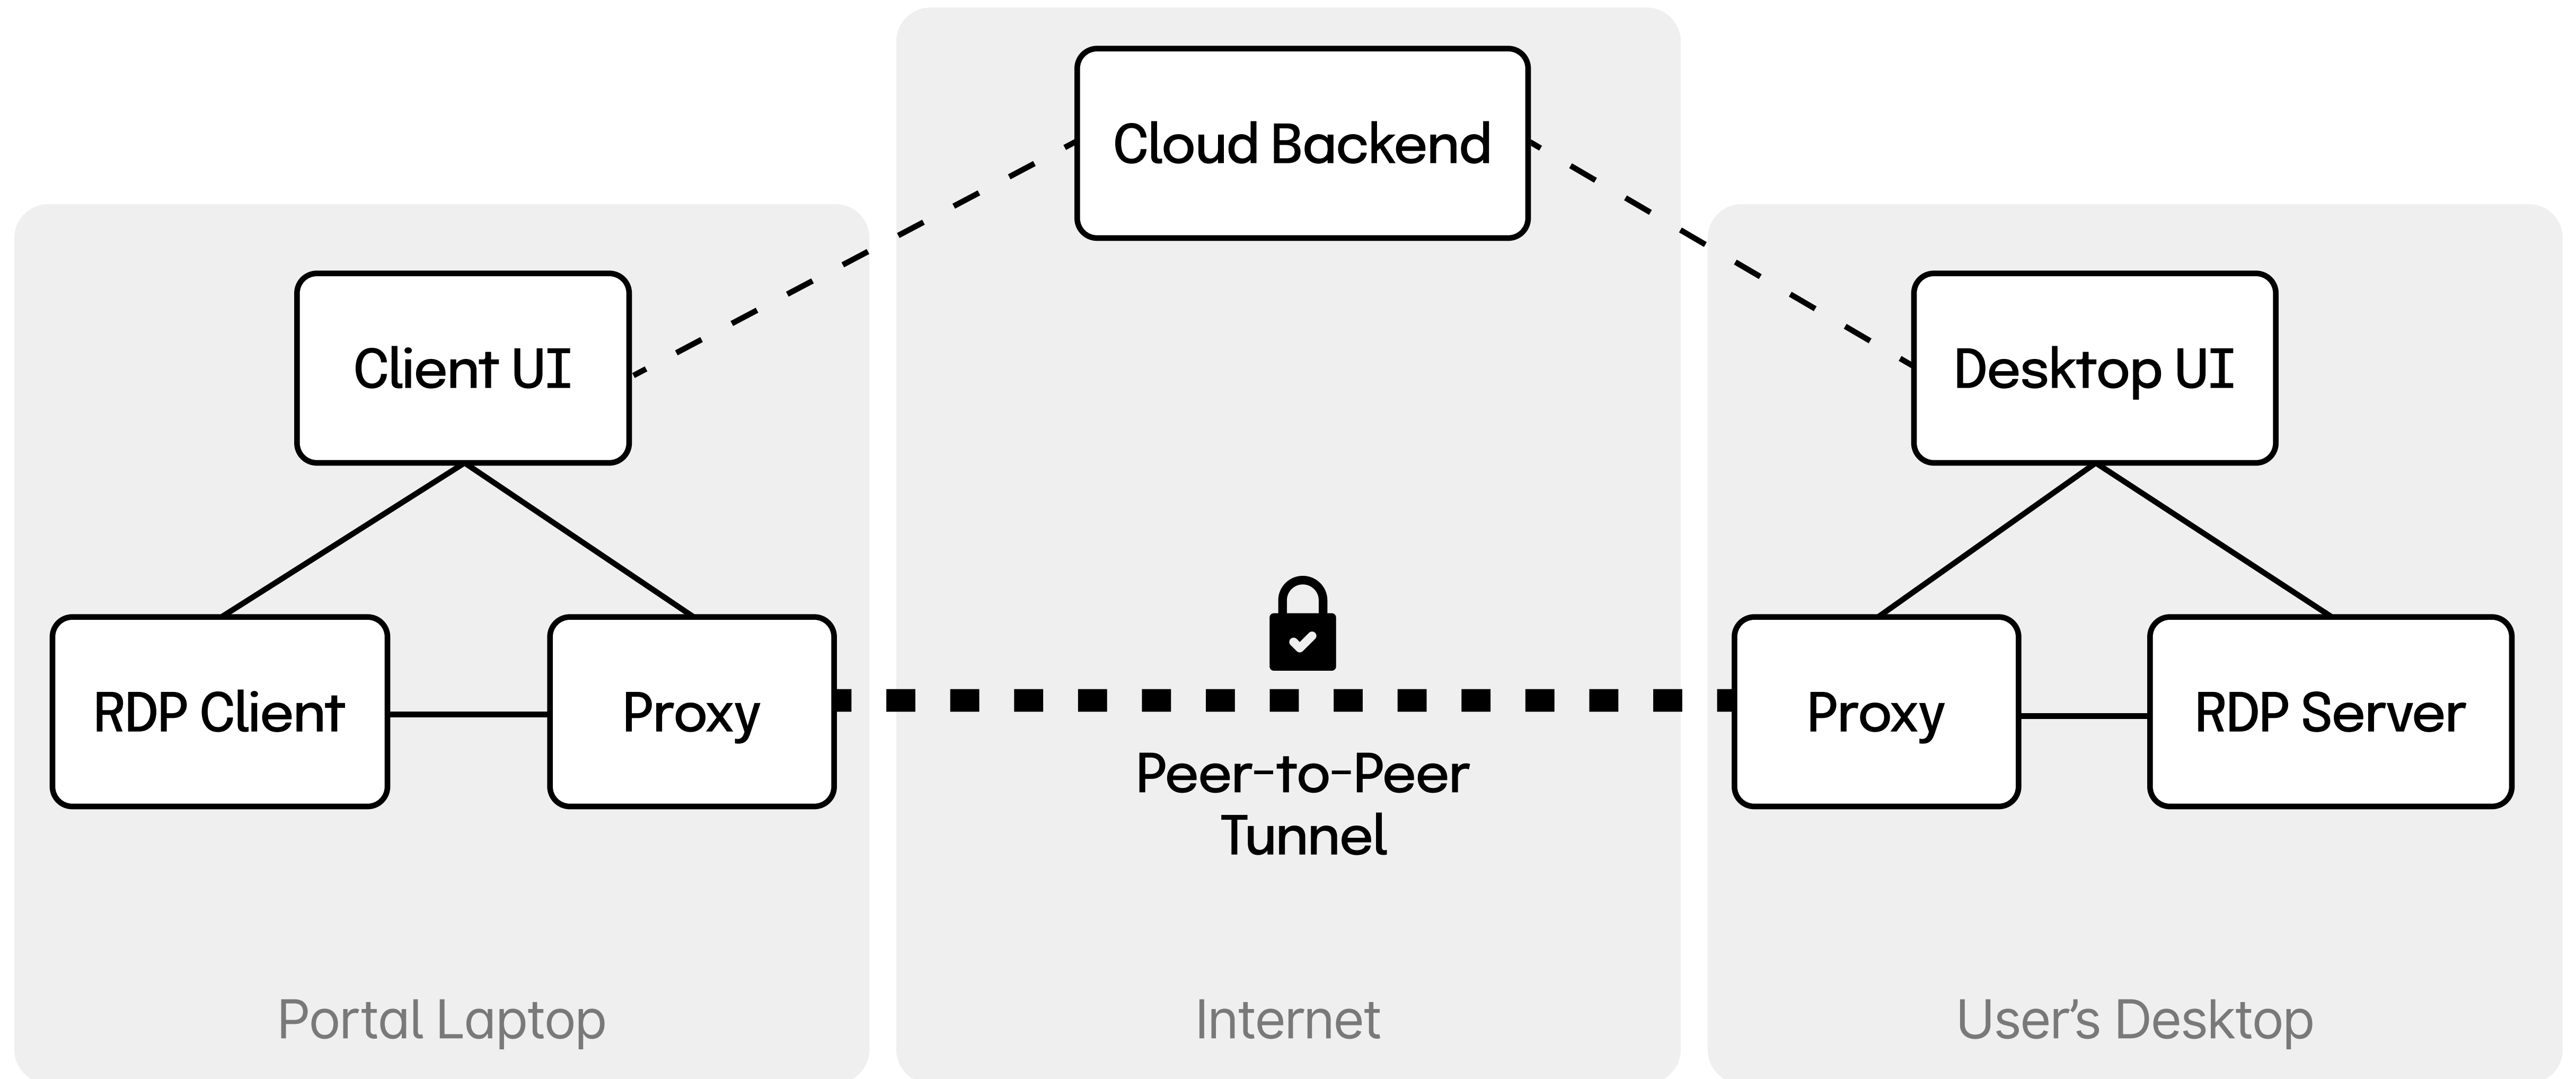 Cloud Backend
Client UI
Desktop UI
RDP Client
Proxy
Peer-to-Peer
Tunnel
Proxy
RDP Server
Portal Laptop
Internet
User’s Desktop